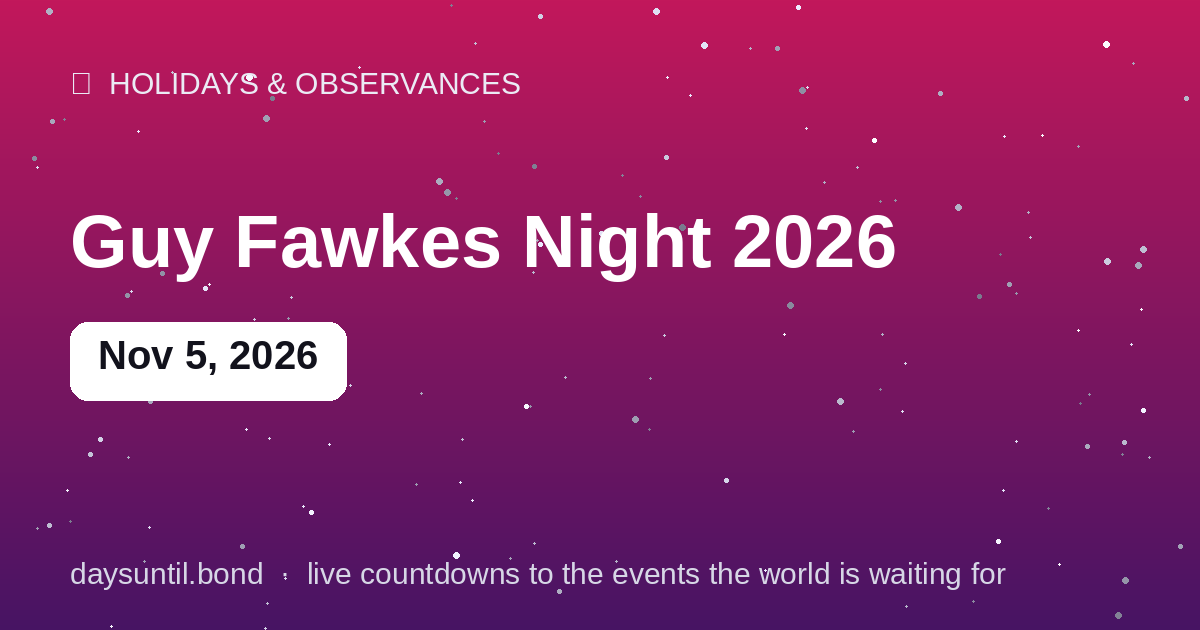 HOLIDAYS & OBSERVANCES
Guy Fawkes Night 2026
Nov 5, 2026
daysuntil.bond · live countdowns to the events the world is waiting for